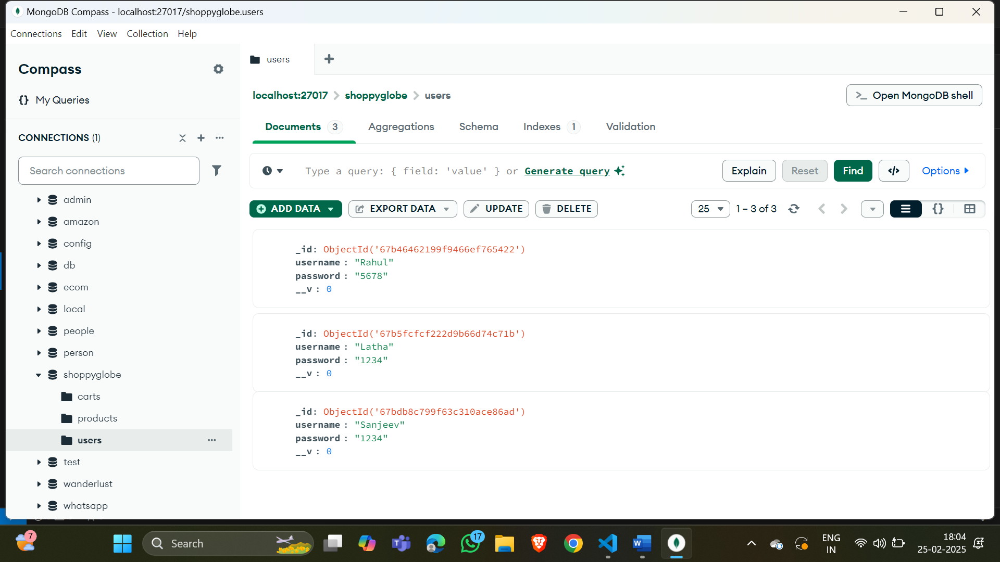 MongoDB Compass - localhost:27017/shoppyglobe.users
Connections Edit View Collection Help
Compass
{} My Queries
CONNECTIONS (1)
Search connections
admin
amazon
config
db
ecom
local
people
person
shoppyglobe
carts
products
users
test
wanderlust
whatsapp
users
localhost:27017 > shoppyglobe > users
>_ Open MongoDB shell
Documents 3 Aggregations Schema Indexes 1 Validation
Type a query: { field: 'value' } or Generate query
Explain Reset Find </> Options
ADD DATA EXPORT DATA UPDATE DELETE
25 1 – 3 of 3 {}
_id: ObjectId('67b46462199f9466ef765422')
username : "Rahul"
password : "5678"
__v : 0
_id: ObjectId('67b5fcfcf222d9b66d74c71b')
username : "Latha"
password : "1234"
__v : 0
_id: ObjectId('67bdb8c799f63c310ace86ad')
username : "Sanjeev"
password : "1234"
__v : 0
7
Search
17
ENG
IN
18:04
25-02-2025